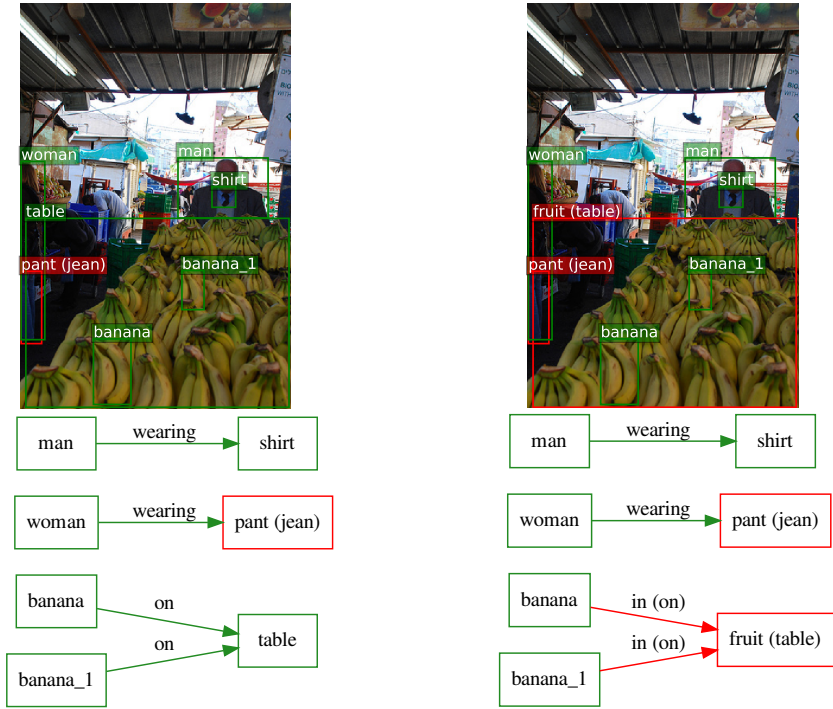 woman
man
shirt
table
pant (jean)
banana_1
banana
man
wearing
shirt
woman
wearing
pant (jean)
banana
on
table
banana_1
on
woman
man
shirt
fruit (table)
pant (jean)
banana_1
banana
man
wearing
shirt
woman
wearing
pant (jean)
banana
in (on)
fruit (table)
banana_1
in (on)